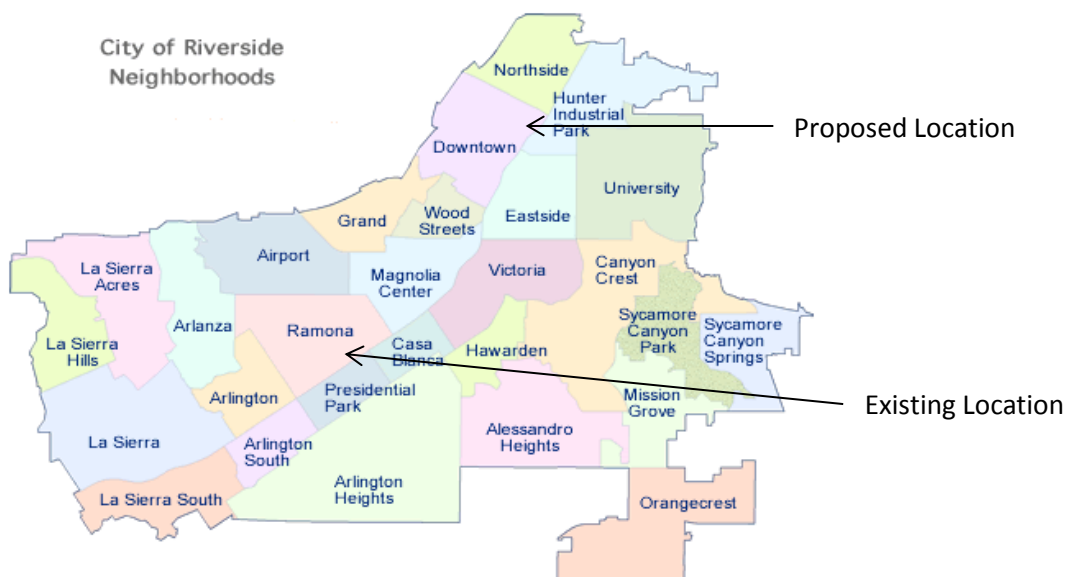 City of Riverside
Neighborhoods
Northside
Hunter
Industrial
Park
Proposed Location
Downtown
University
Grand
Wood
Streets
Eastside
Airport
La Sierra
Acres
Magnolia
Center
Victoria
Canyon
Crest
Arlanza
Ramona
La Sierra
Hills
Casa
Blanca
Hawarden
Sycamore
Canyon
Park
Sycamore
Canyon
Springs
Arlington
Presidential
Park
Mission
Grove
Existing Location
La Sierra
Arlington
South
Alessandro
Heights
Arlington
Heights
La Sierra South
Orangecrest